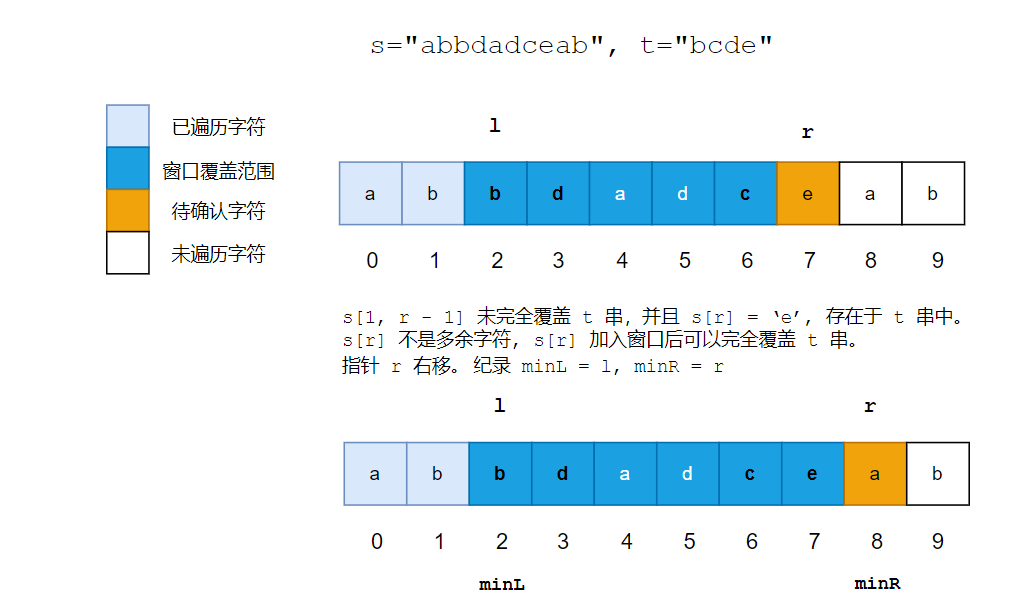 s="abbdadceab", t="bcde"
已遍历字符
窗口覆盖范围
待确认字符
未遍历字符
l r
a b b d a d c e a b
0 1 2 3 4 5 6 7 8 9
s[l, r - 1] 未完全覆盖 t 串, 并且 s[r] = ‘e’, 存在于 t 串中。
s[r] 不是多余字符, s[r] 加入窗口后可以完全覆盖 t 串。
指针 r 右移。 纪录 minL = l, minR = r
l r
a b b d a d c e a b
0 1 2 3 4 5 6 7 8 9
minL minR